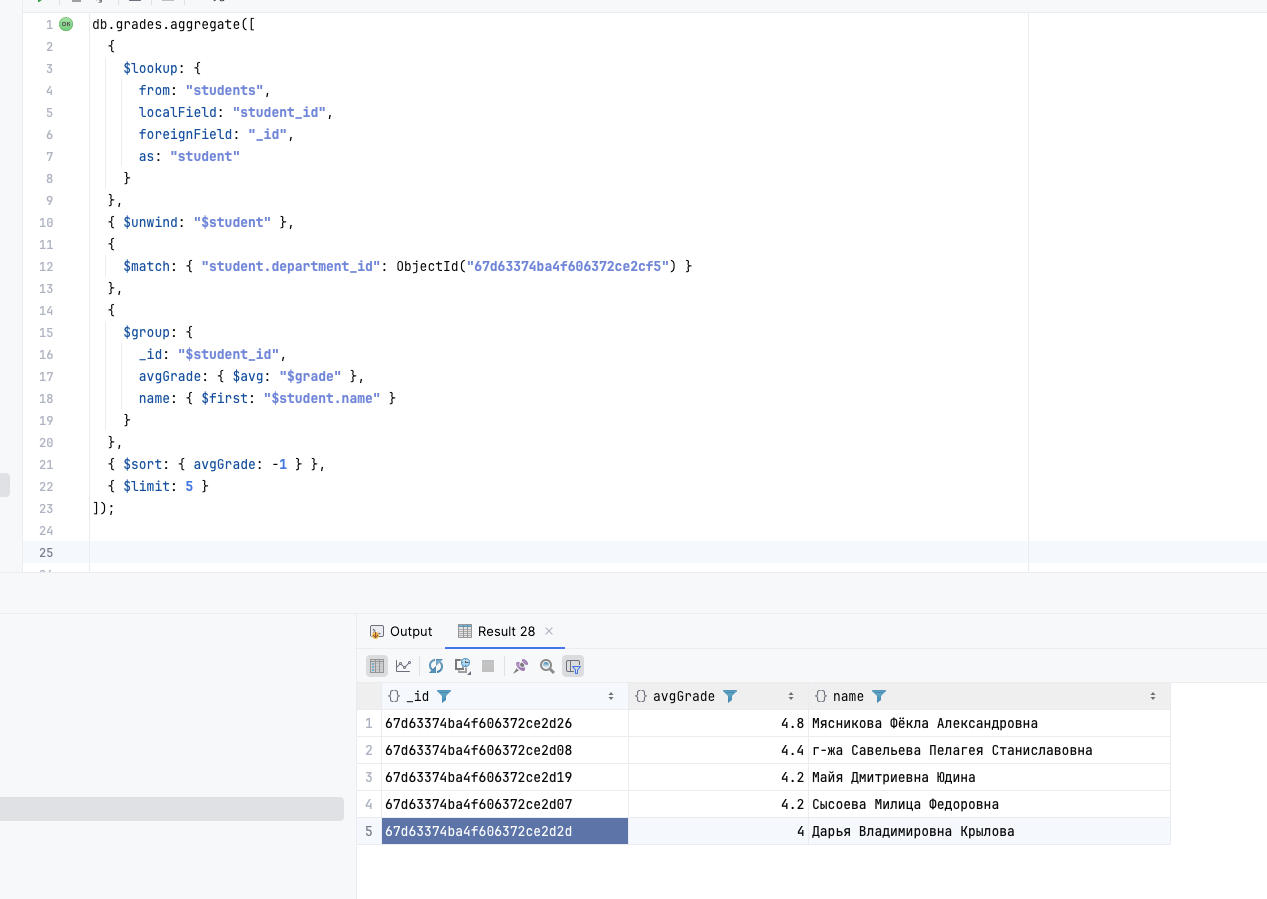 1 OK db.grades.aggregate([
2   {
3     $lookup: {
4       from: "students",
5       localField: "student_id",
6       foreignField: "_id",
7       as: "student"
8     }
9   },
10   { $unwind: "$student" },
11   {
12     $match: { "student.department_id": ObjectId("67d63374ba4f606372ce2cf5") }
13   },
14   {
15     $group: {
16       _id: "$student_id",
17       avgGrade: { $avg: "$grade" },
18       name: { $first: "$student.name" }
19     }
20   },
21   { $sort: { avgGrade: -1 } },
22   { $limit: 5 }
23 ]);
24
25
Output Result 28 ×
{} _id {} avgGrade {} name
1 67d63374ba4f606372ce2d26 4.8 Мясникова Фёкла Александровна
2 67d63374ba4f606372ce2d08 4.4 г-жа Савельева Пелагея Станиславовна
3 67d63374ba4f606372ce2d19 4.2 Майя Дмитриевна Юдина
4 67d63374ba4f606372ce2d07 4.2 Сысоева Милица Федоровна
5 67d63374ba4f606372ce2d2d 4 Дарья Владимировна Крылова